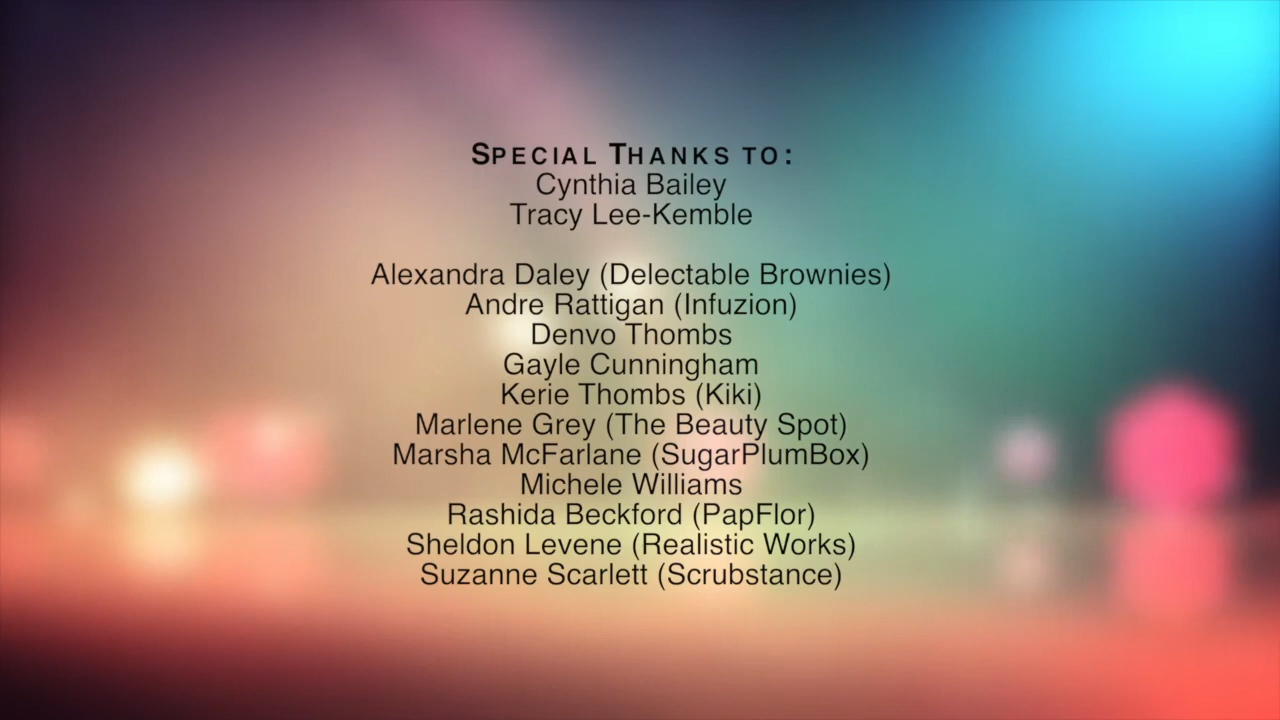 SPECIAL THANKS TO:
Cynthia Bailey
Tracy Lee-Kemble
Alexandra Daley (Delectable Brownies)
Andre Rattigan (Infuzion)
Denvo Thombs
Gayle Cunningham
Kerie Thombs (Kiki)
Marlene Grey (The Beauty Spot)
Marsha McFarlane (SugarPlumBox)
Michele Williams
Rashida Beckford (PapFlor)
Sheldon Levene (Realistic Works)
Suzanne Scarlett (Scrubstance)